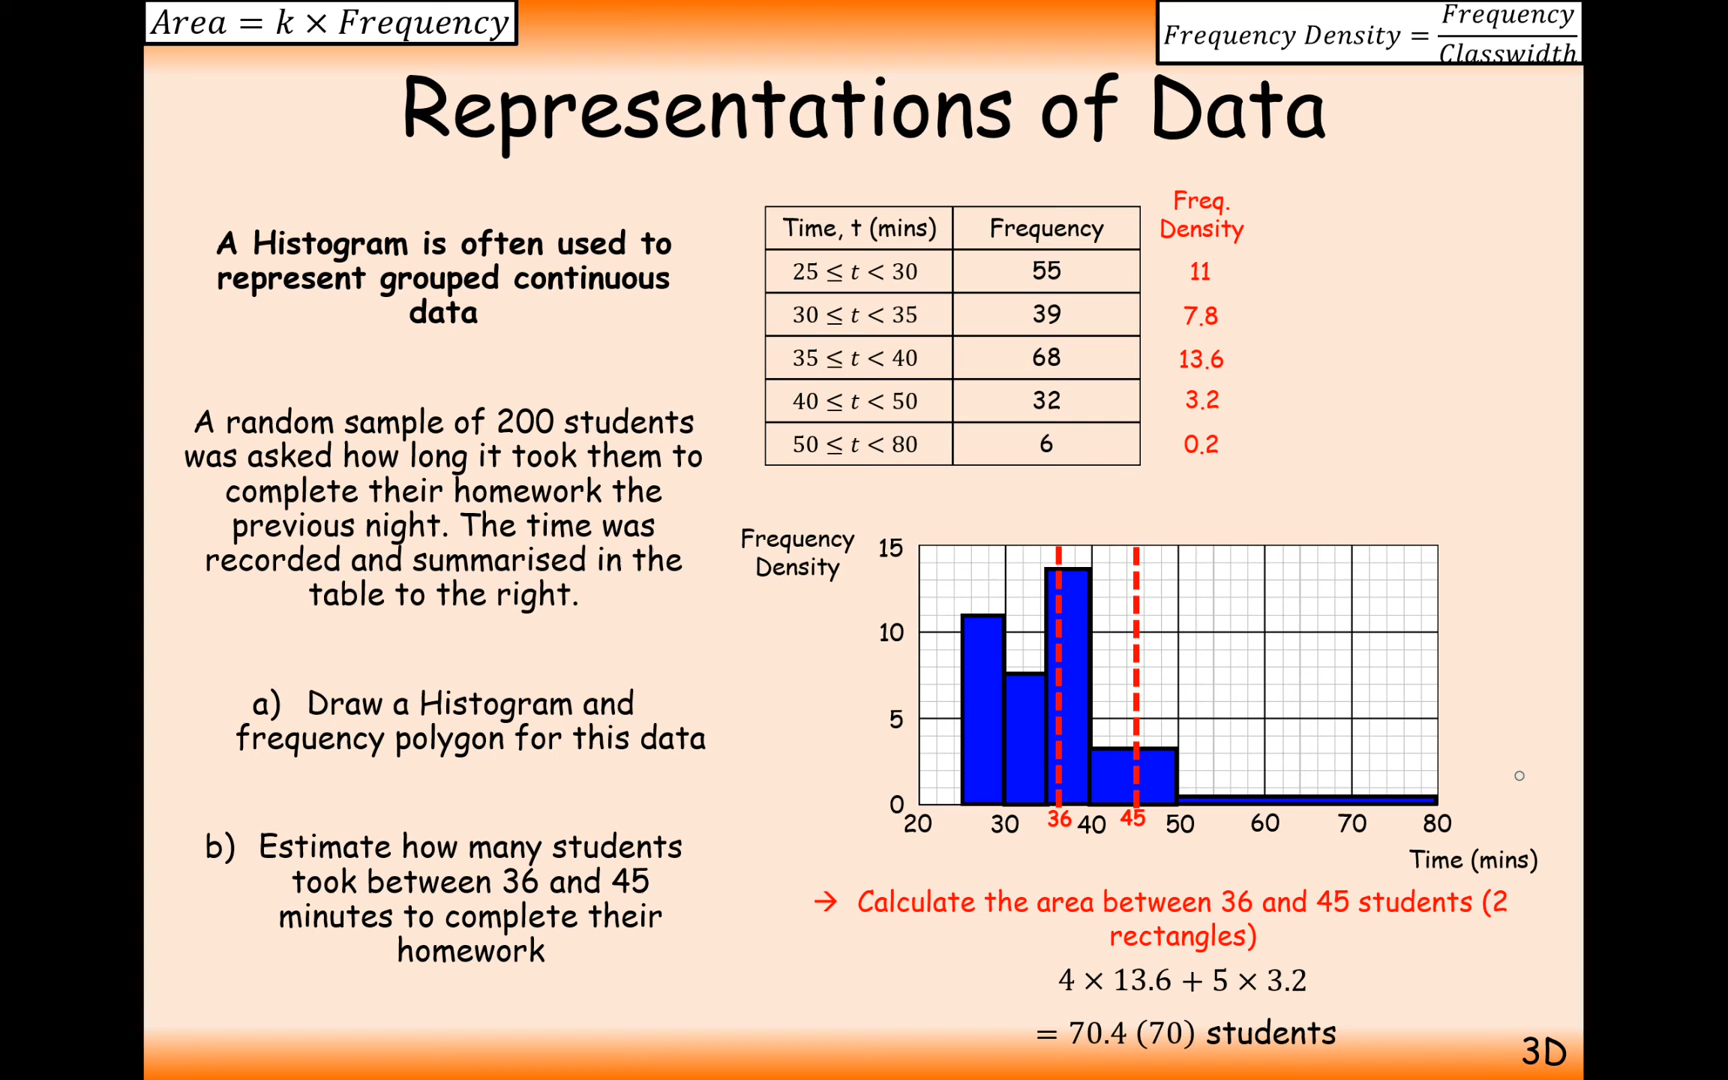 Area = k × Frequency
Frequency Density = Frequency / Classwidth
Representations of Data
A Histogram is often used to
represent grouped continuous
data
A random sample of 200 students
was asked how long it took them to
complete their homework the
previous night. The time was
recorded and summarised in the
table to the right.
a) Draw a Histogram and
frequency polygon for this data
b) Estimate how many students
took between 36 and 45
minutes to complete their
homework
Freq.
Time, t (mins) Frequency Density
25 ≤ t < 30 55 11
30 ≤ t < 35 39 7.8
35 ≤ t < 40 68 13.6
40 ≤ t < 50 32 3.2
50 ≤ t < 80 6 0.2
Frequency
Density
15
10
5
0
20 30 36 40 45 50 60 70 80
Time (mins)
→ Calculate the area between 36 and 45 students (2
rectangles)
4 × 13.6 + 5 × 3.2
= 70.4 (70) students
3D